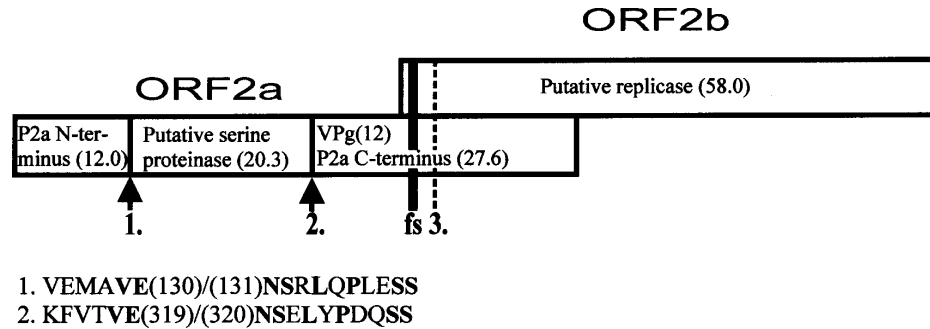 ORF2b
Putative replicase (58.0)
ORF2a
P2a N-ter-
minus (12.0)
Putative serine
proteinase (20.3)
VPg(12)
P2a C-terminus (27.6)
1.
2.
fs 3.
1. VEMAVE(130)/(131)NSRLQPLESS
2. KFVTVE(319)/(320)NSELYPDQSS